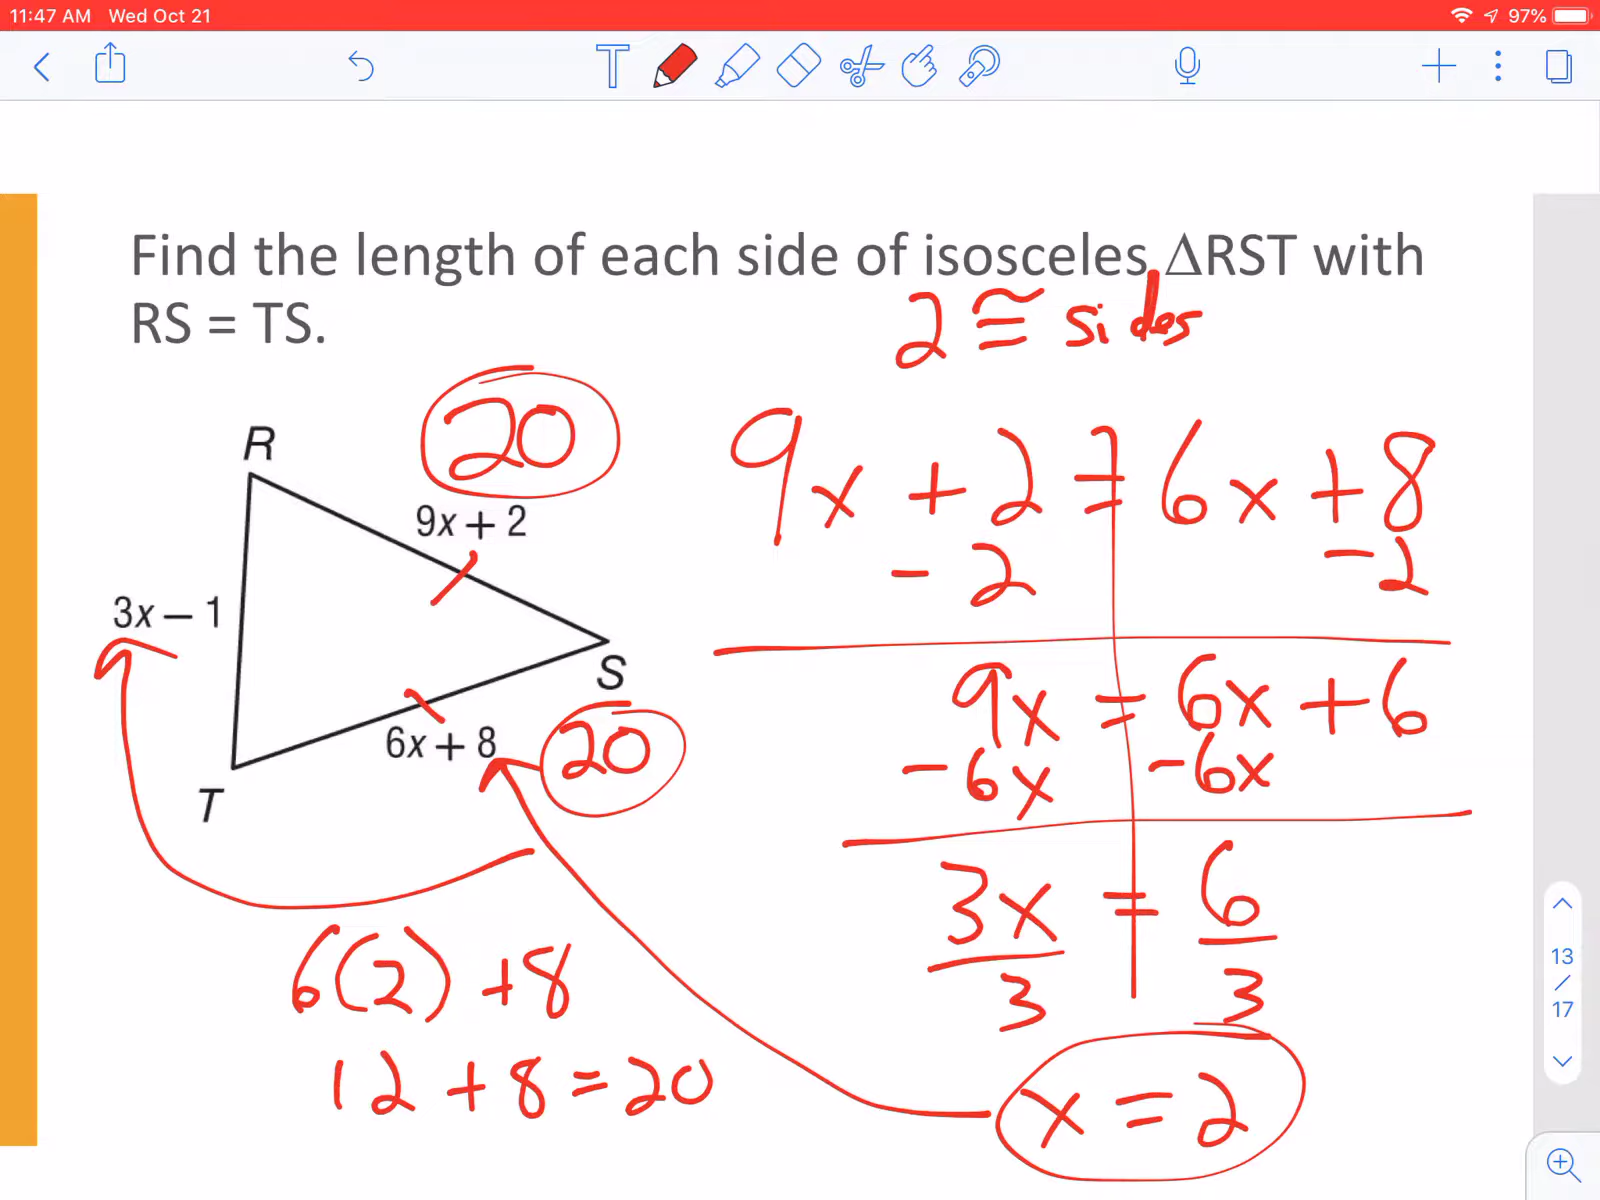 11:47 AM Wed Oct 21
97%
T
Find the length of each side of isosceles ΔRST with
RS = TS.
2 ≅ sides
20
R
9x + 2
3x – 1
S
6x + 8
20
T
9x + 2 = 6x + 8
- 2 - 2
9x = 6x + 6
- 6x - 6x
3x = 6
3 3
x = 2
6(2) + 8
12 + 8 = 20
13
/
17